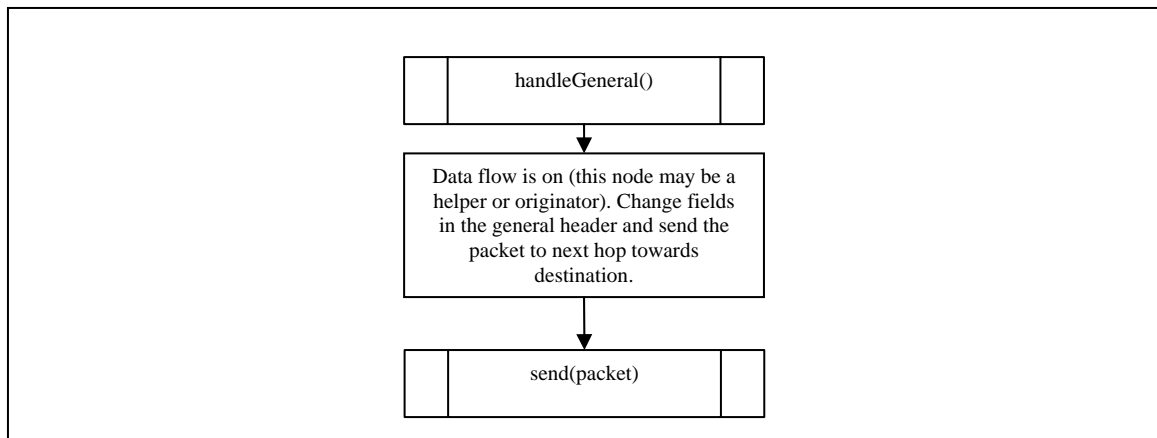 handleGeneral()
Data flow is on (this node may be a
helper or originator). Change fields
in the general header and send the
packet to next hop towards
destination.
send(packet)